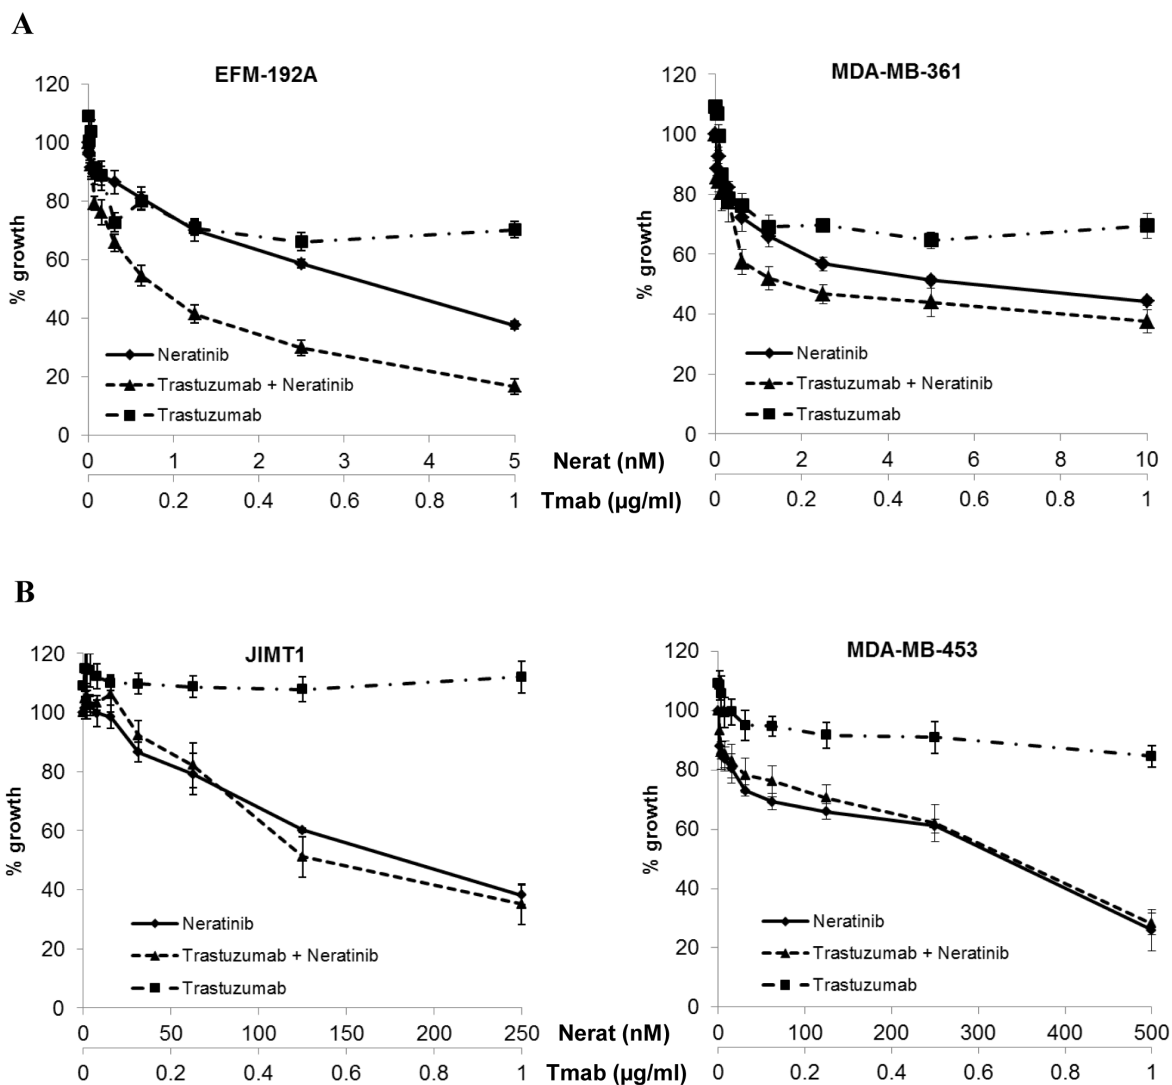 A
EFM-192A
120
100
80
60
40
20
0
% growth
Neratinib
Trastuzumab + Neratinib
Trastuzumab
0 1 2 3 4 5
0 0.2 0.4 0.6 0.8 1
MDA-MB-361
120
100
80
60
40
20
0
% growth
Neratinib
Trastuzumab + Neratinib
Trastuzumab
Nerat (nM)
0 2 4 6 8 10
Tmab (µg/ml)
0 0.2 0.4 0.6 0.8 1
B
JIMT1
120
100
80
60
40
20
0
% growth
Neratinib
Trastuzumab + Neratinib
Trastuzumab
0 50 100 150 200 250
0 0.2 0.4 0.6 0.8 1
MDA-MB-453
120
100
80
60
40
20
0
% growth
Neratinib
Trastuzumab + Neratinib
Trastuzumab
Nerat (nM)
0 100 200 300 400 500
Tmab (µg/ml)
0 0.2 0.4 0.6 0.8 1